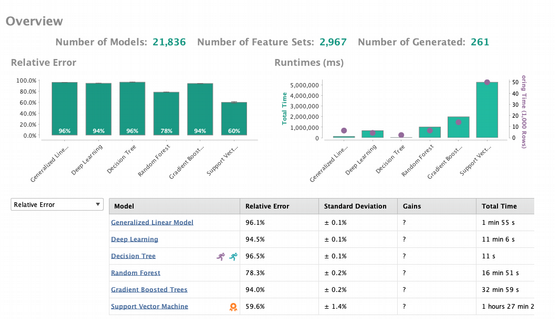 Overview
Number of Models: 21,836 Number of Feature Sets: 2,967 Number of Generated: 261
Relative Error
100.0%
80.0%
60.0%
40.0%
20.0%
0.0%
96% 94% 96% 78% 94% 60%
Generalized Line... Deep Learning Decision Tree Random Forest Gradient Boost... Support Vect...
Runtimes (ms)
Total Time
5,000,000
4,000,000
3,000,000
2,000,000
1,000,000
0
50
40
30
20
10
0
oring Time (1,000 Rows)
Generalized Line... Deep Learning Decision Tree Random Forest Gradient Boost... Support Vect...
Relative Error
Model Relative Error Standard Deviation Gains Total Time
Generalized Linear Model 96.1% ± 0.1% ? 1 min 55 s
Deep Learning 94.5% ± 0.1% ? 11 min 6 s
Decision Tree 96.5% ± 0.1% ? 11 s
Random Forest 78.3% ± 0.2% ? 16 min 51 s
Gradient Boosted Trees 94.0% ± 0.2% ? 32 min 59 s
Support Vector Machine 59.6% ± 1.4% ? 1 hours 27 min 2